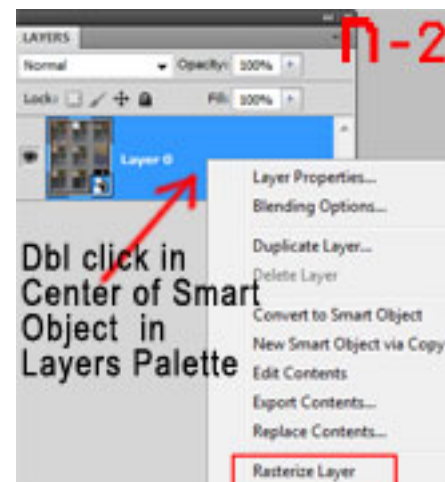 LAYERS
n-2
Normal Opacity: 100%
Lock: Fill: 100%
Layer 0
Layer Properties...
Blending Options...
Duplicate Layer...
Delete Layer
Convert to Smart Object
New Smart Object via Copy
Edit Contents
Export Contents...
Replace Contents...
Rasterize Layer
Dbl click in
Center of Smart
Object in
Layers Palette